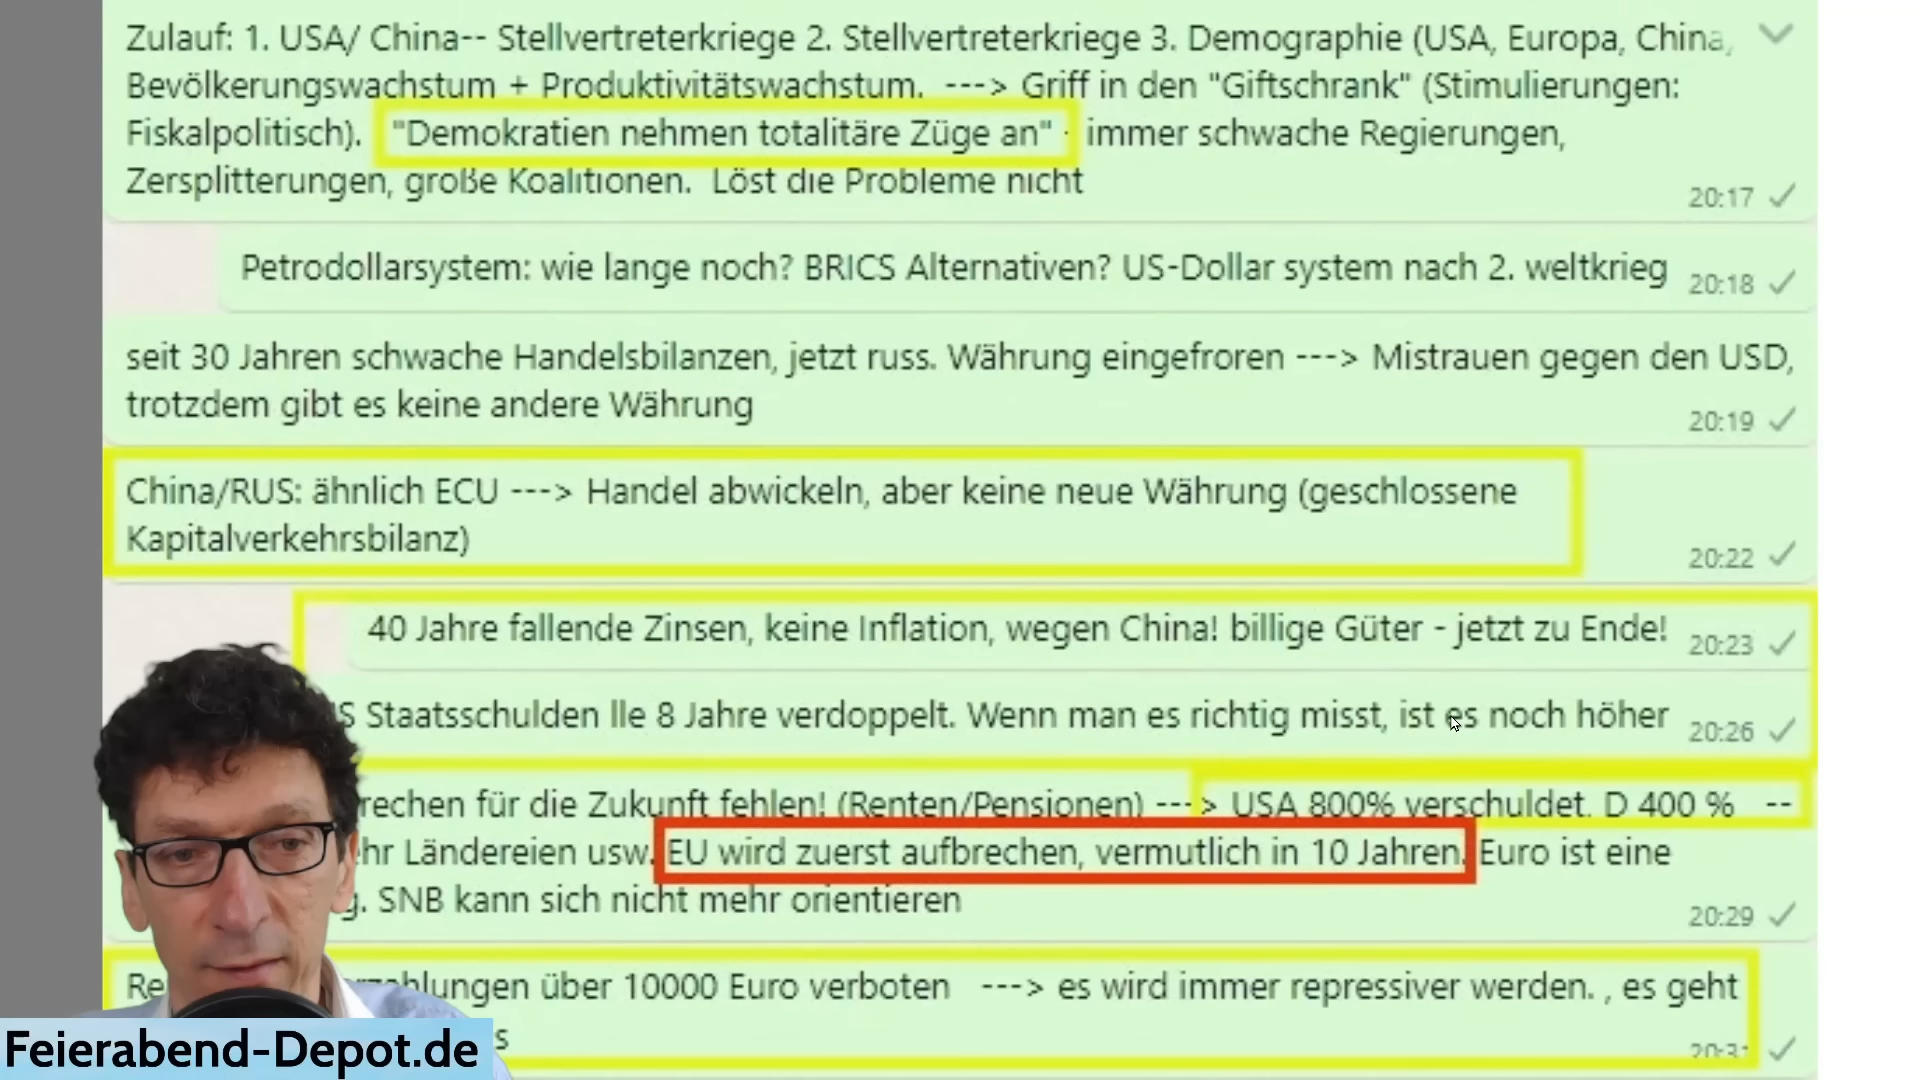 Zulauf: 1. USA/ China-- Stellvertreterkriege 2. Stellvertreterkriege 3. Demographie (USA, Europa, China,
Bevölkerungswachstum + Produktivitätswachstum. ---> Griff in den "Giftschrank" (Stimulierungen:
Fiskalpolitisch). "Demokratien nehmen totalitäre Züge an" - immer schwache Regierungen,
Zersplitterungen, große Koalitionen. Löst die Probleme nicht
20:17
Petrodollarsystem: wie lange noch? BRICS Alternativen? US-Dollar system nach 2. weltkrieg
20:18
seit 30 Jahren schwache Handelsbilanzen, jetzt russ. Währung eingefroren ---> Mistrauen gegen den USD,
trotzdem gibt es keine andere Währung
20:19
China/RUS: ähnlich ECU ---> Handel abwickeln, aber keine neue Währung (geschlossene
Kapitalverkehrsbilanz)
20:22
40 Jahre fallende Zinsen, keine Inflation, wegen China! billige Güter - jetzt zu Ende!
20:23
S Staatsschulden lle 8 Jahre verdoppelt. Wenn man es richtig misst, ist es noch höher
20:26
rechen für die Zukunft fehlen! (Renten/Pensionen) ---> USA 800% verschuldet. D 400 % --
hr Ländereien usw. EU wird zuerst aufbrechen, vermutlich in 10 Jahren. Euro ist eine
g. SNB kann sich nicht mehr orientieren
20:29
Re hlungen über 10000 Euro verboten ---> es wird immer repressiver werden. , es geht
s
20:31
Feierabend-Depot.de